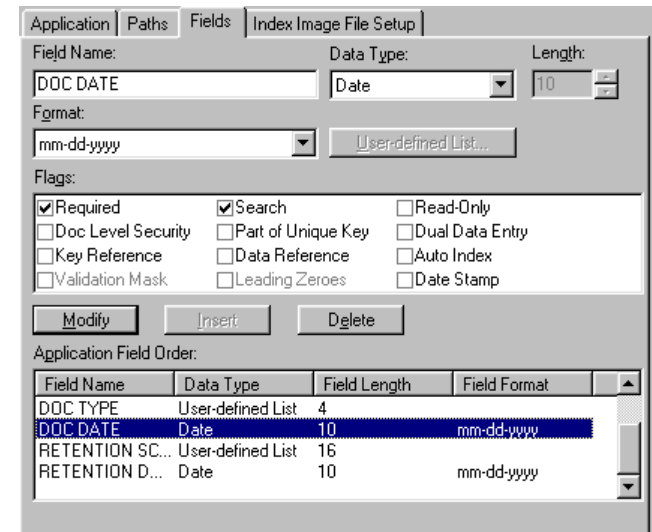 Application Paths Fields Index Image File Setup
Field Name: Data Type: Length:
DOC DATE Date 10
Format:
mm-dd-yyyy User-defined List...
Flags:
Required Search Read-Only
Doc Level Security Part of Unique Key Dual Data Entry
Key Reference Data Reference Auto Index
Validation Mask Leading Zeroes Date Stamp
Modify Insert Delete
Application Field Order:
Field Name Data Type Field Length Field Format
DOC TYPE User-defined List 4
DOC DATE Date 10 mm-dd-yyyy
RETENTION SC... User-defined List 16
RETENTION D... Date 10 mm-dd-yyyy